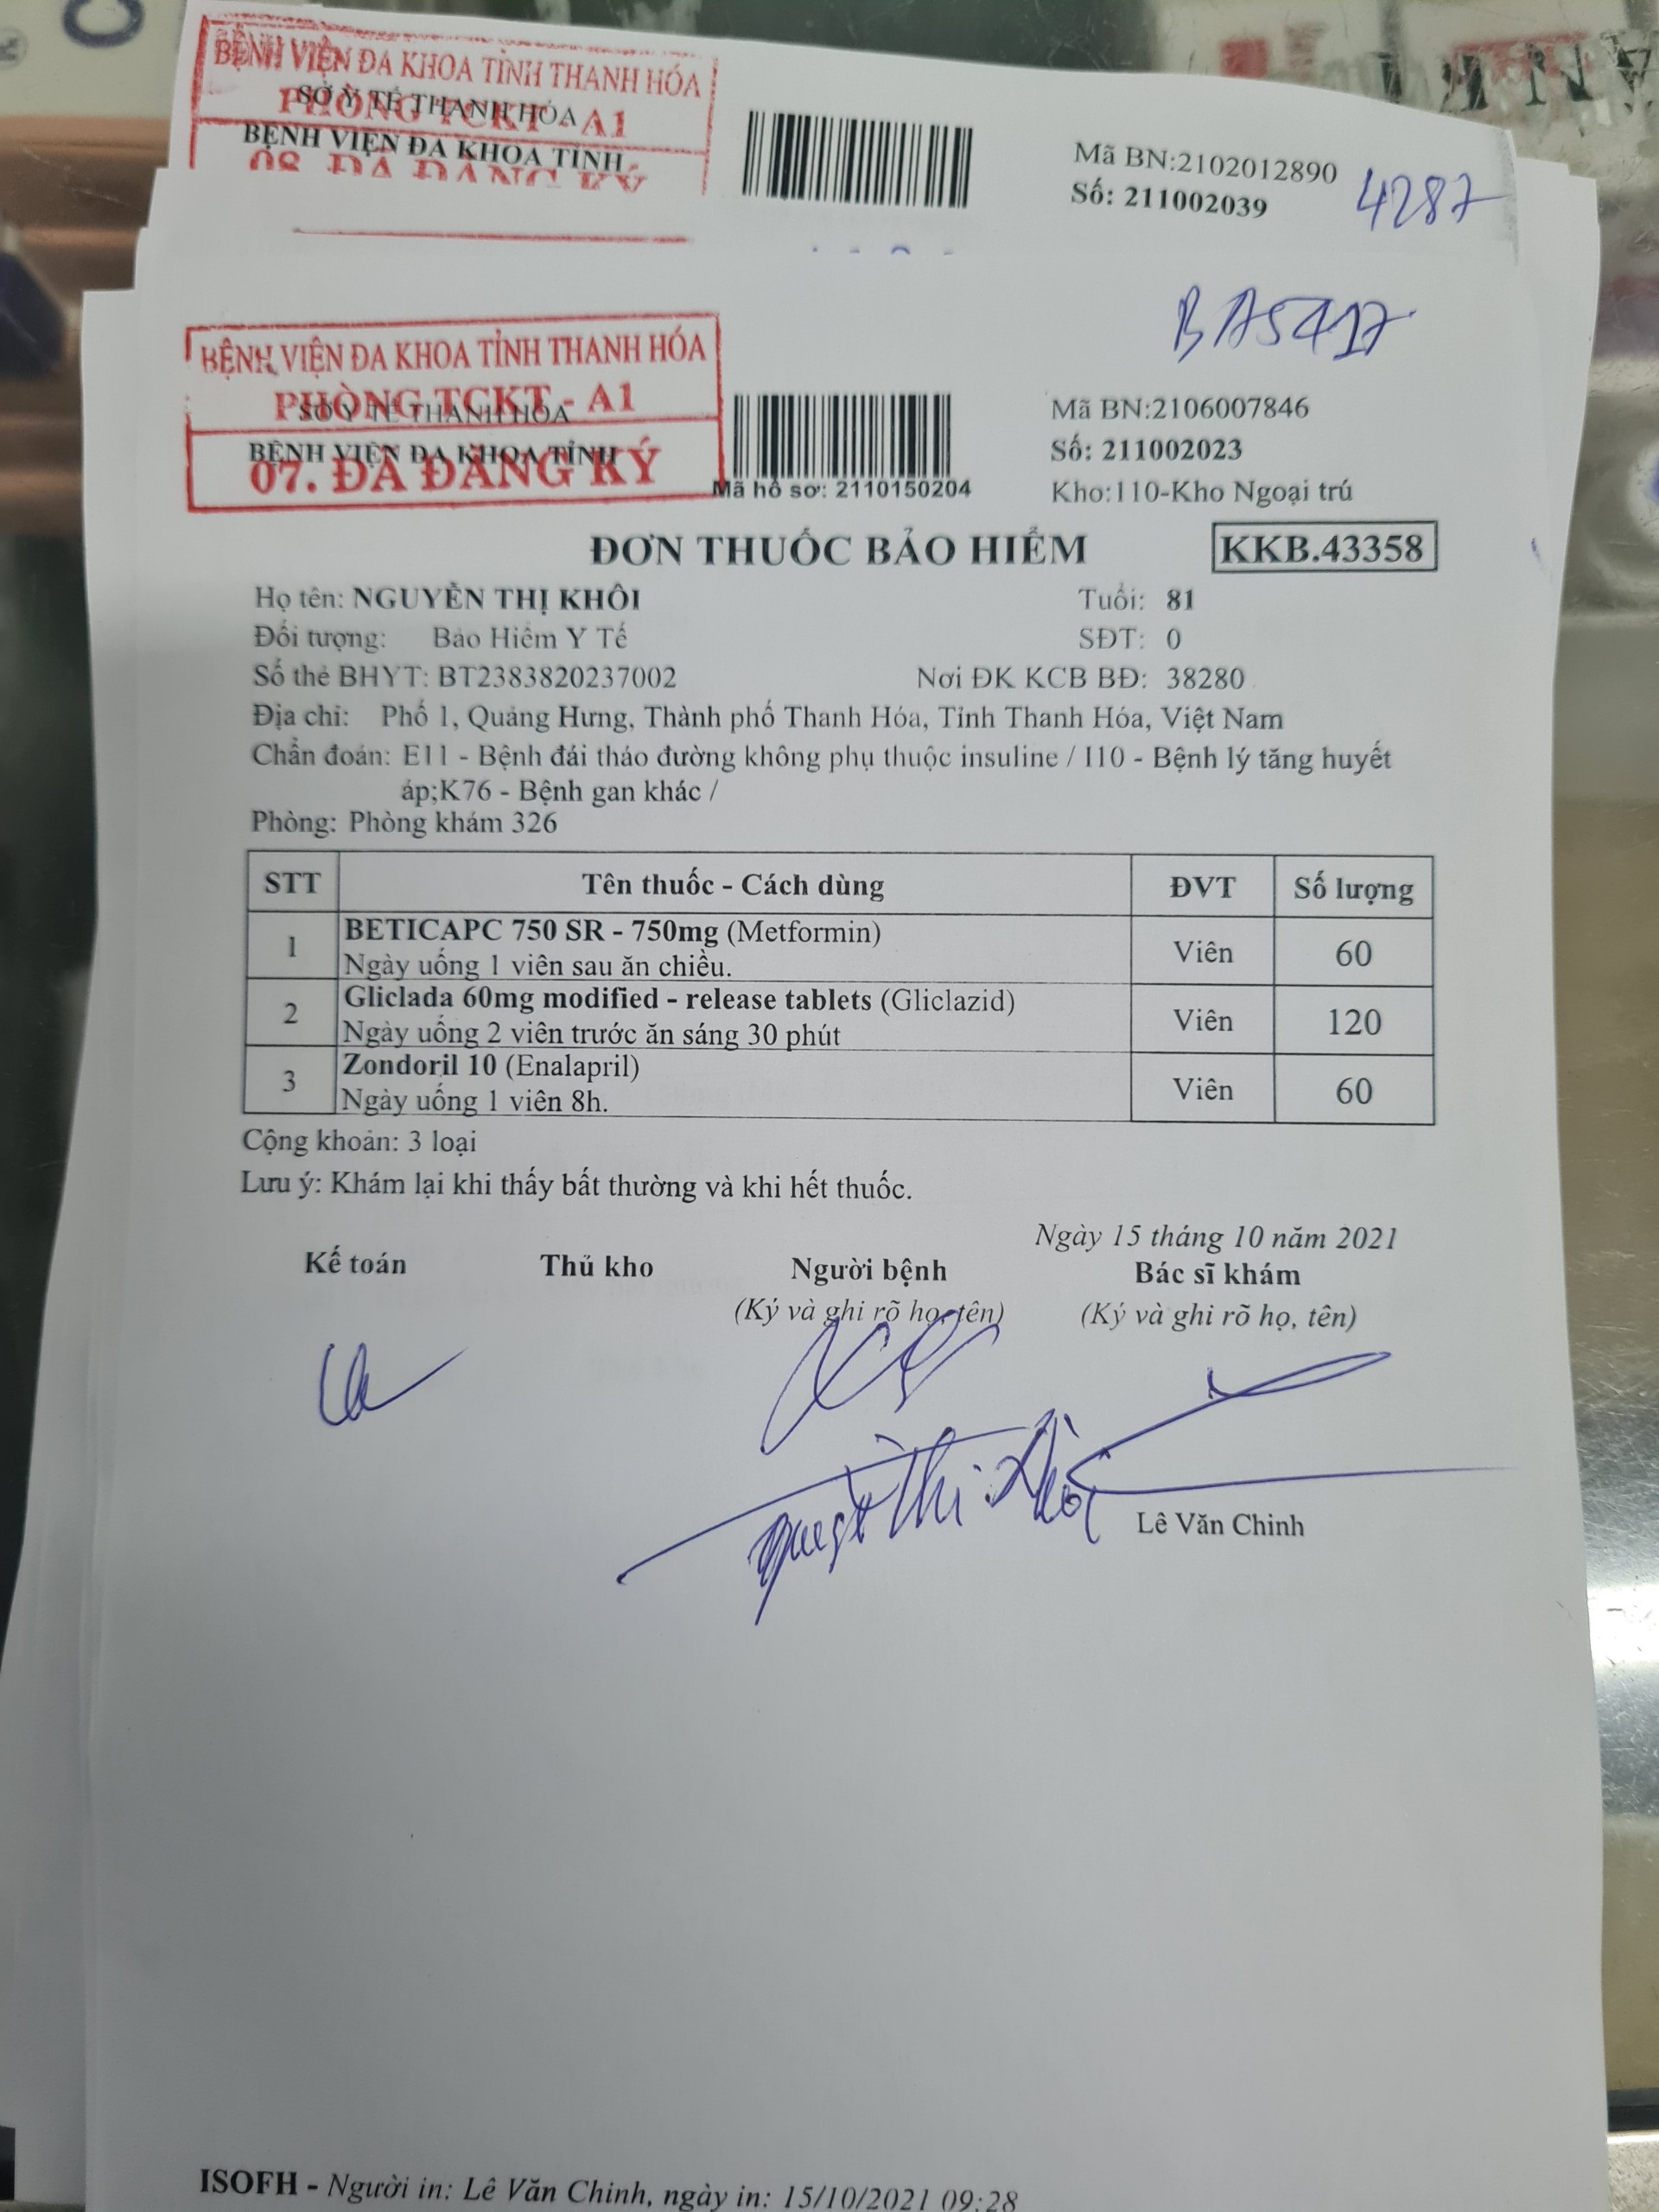 BỆNH VIỆN ĐA KHOA TỈNH THANH HÓA
PHÒNG TCKT - A1
SỞ Y TẾ THANH HÓA
BỆNH VIỆN ĐA KHOA TỈNH
08. ĐÃ ĐĂNG KÝ
Mã BN:2102012890
Số: 211002039
4287
BA5417
BỆNH VIỆN ĐA KHOA TỈNH THANH HÓA
PHÒNG TCKT - A1
SỞ Y TẾ THANH HÓA
BỆNH VIỆN ĐA KHOA TỈNH
07. ĐÃ ĐĂNG KÝ
Mã hồ sơ: 2110150204
Mã BN:2106007846
Số: 211002023
Kho:110-Kho Ngoại trú
ĐƠN THUỐC BẢO HIỂM
KKB.43358
Họ tên: NGUYỄN THỊ KHÔI Tuổi: 81
Đối tượng: Bảo Hiểm Y Tế SĐT: 0
Số thẻ BHYT: BT2383820237002 Nơi ĐK KCB BĐ: 38280
Địa chỉ: Phố 1, Quảng Hưng, Thành phố Thanh Hóa, Tỉnh Thanh Hóa, Việt Nam
Chẩn đoán: E11 - Bệnh đái tháo đường không phụ thuộc insuline / I10 - Bệnh lý tăng huyết
áp;K76 - Bệnh gan khác /
Phòng: Phòng khám 326
STT Tên thuốc - Cách dùng ĐVT Số lượng
1 BETICAPC 750 SR - 750mg (Metformin) Viên 60
Ngày uống 1 viên sau ăn chiều.
2 Gliclada 60mg modified - release tablets (Gliclazid) Viên 120
Ngày uống 2 viên trước ăn sáng 30 phút
3 Zondoril 10 (Enalapril) Viên 60
Ngày uống 1 viên 8h.
Cộng khoản: 3 loại
Lưu ý: Khám lại khi thấy bất thường và khi hết thuốc.
Ngày 15 tháng 10 năm 2021
Kế toán Thủ kho Người bệnh Bác sĩ khám
(Ký và ghi rõ họ, tên) (Ký và ghi rõ họ, tên)
Lê Văn Chinh
ISOFH - Người in: Lê Văn Chinh, ngày in: 15/10/2021 09:28